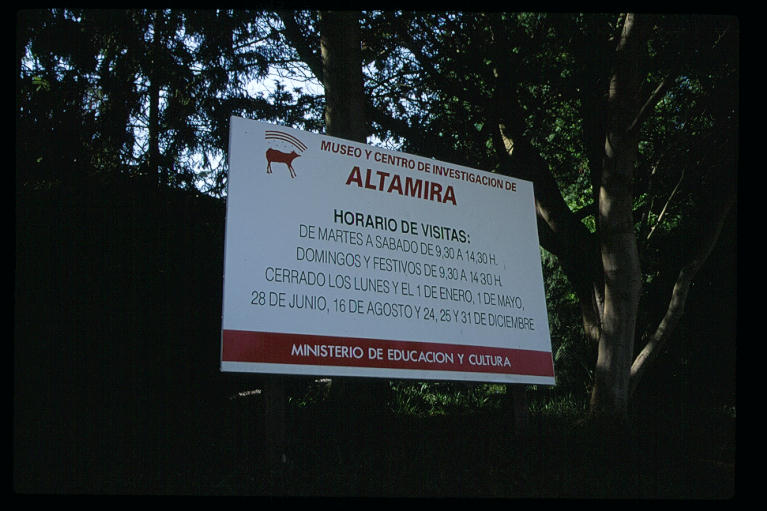 MUSEO Y CENTRO DE INVESTIGACION DE
ALTAMIRA
HORARIO DE VISITAS:
DE MARTES A SABADO DE 9,30 A 14,30 H.
DOMINGOS Y FESTIVOS DE 9,30 A 14 30 H.
CERRADO LOS LUNES Y EL 1 DE ENERO, 1 DE MAYO,
28 DE JUNIO, 16 DE AGOSTO Y 24, 25 Y 31 DE DICIEMBRE
MINISTERIO DE EDUCACION Y CULTURA